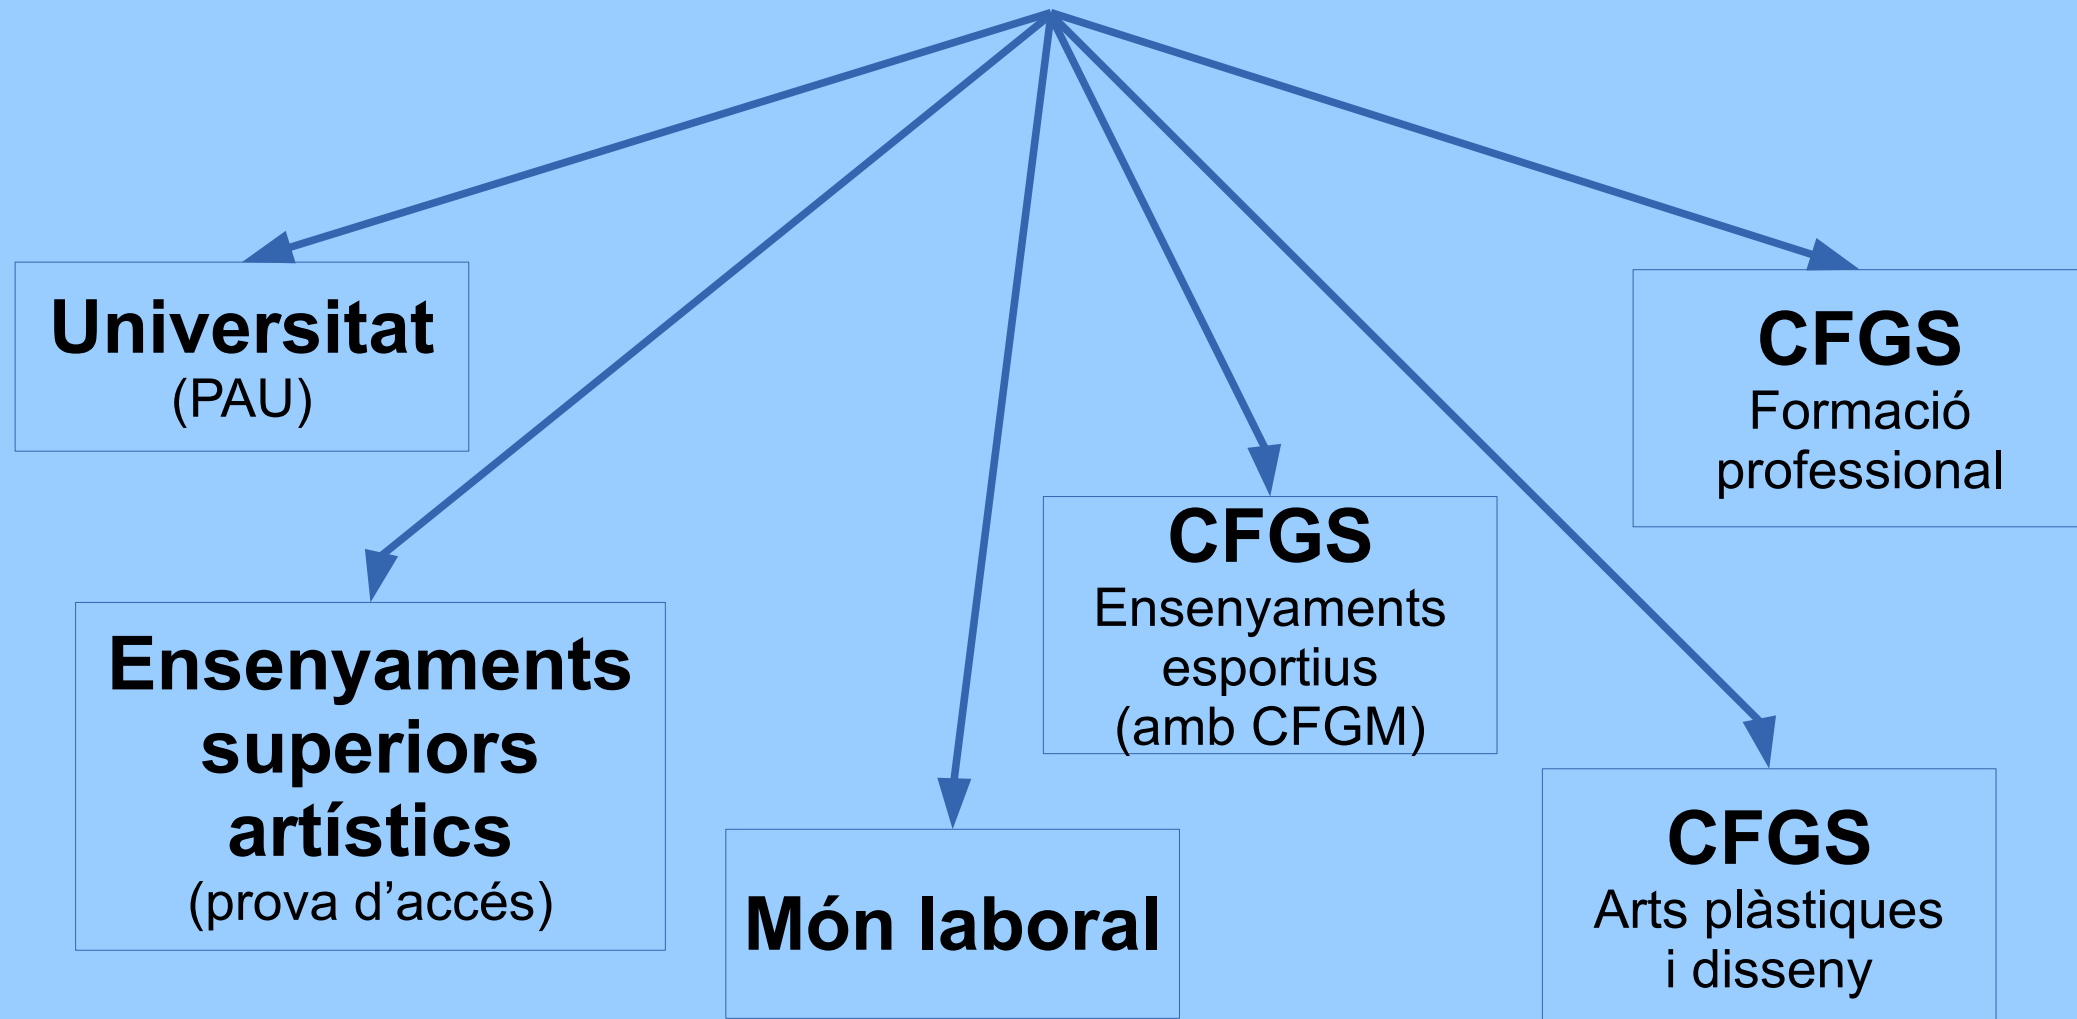 Universitat
(PAU)
CFGS
Formació
professional
CFGS
Ensenyaments
esportius
(amb CFGM)
Ensenyaments
superiors
artístics
(prova d’accés)
Món laboral
CFGS
Arts plàstiques
i disseny